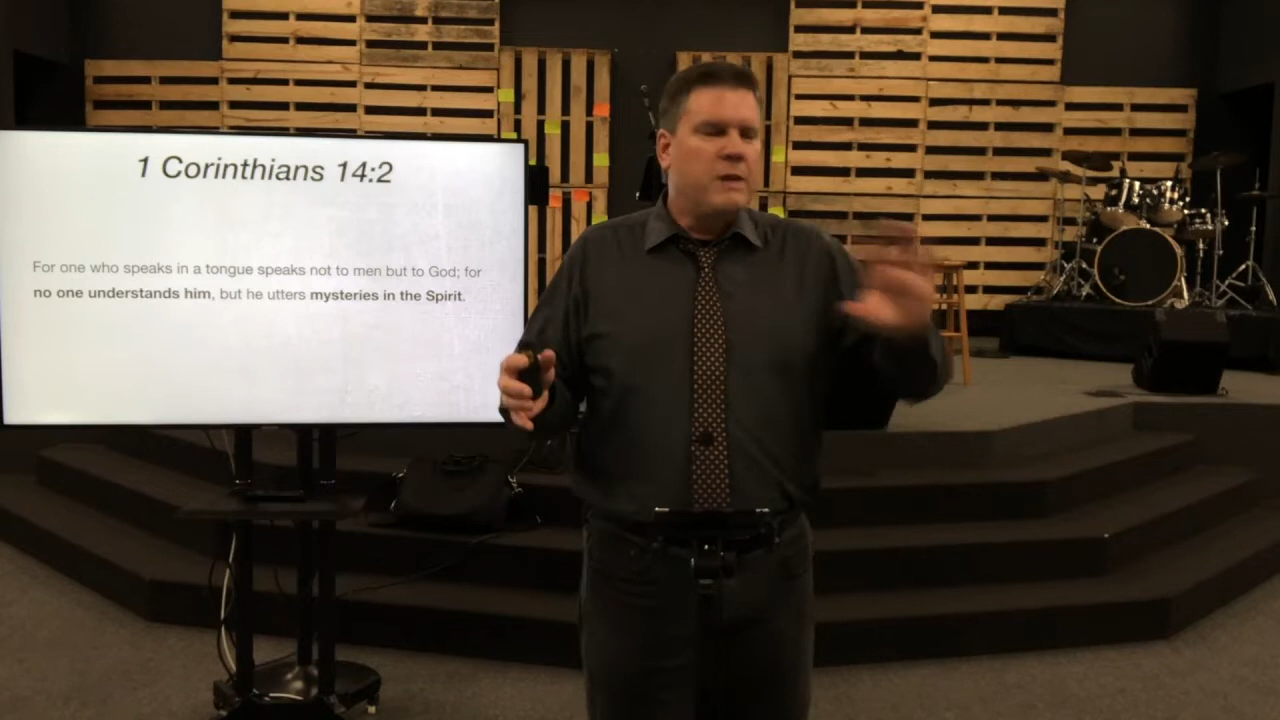 1 Corinthians 14:2
For one who speaks in a tongue speaks not to men but to God; for
no one understands him, but he utters mysteries in the Spirit.